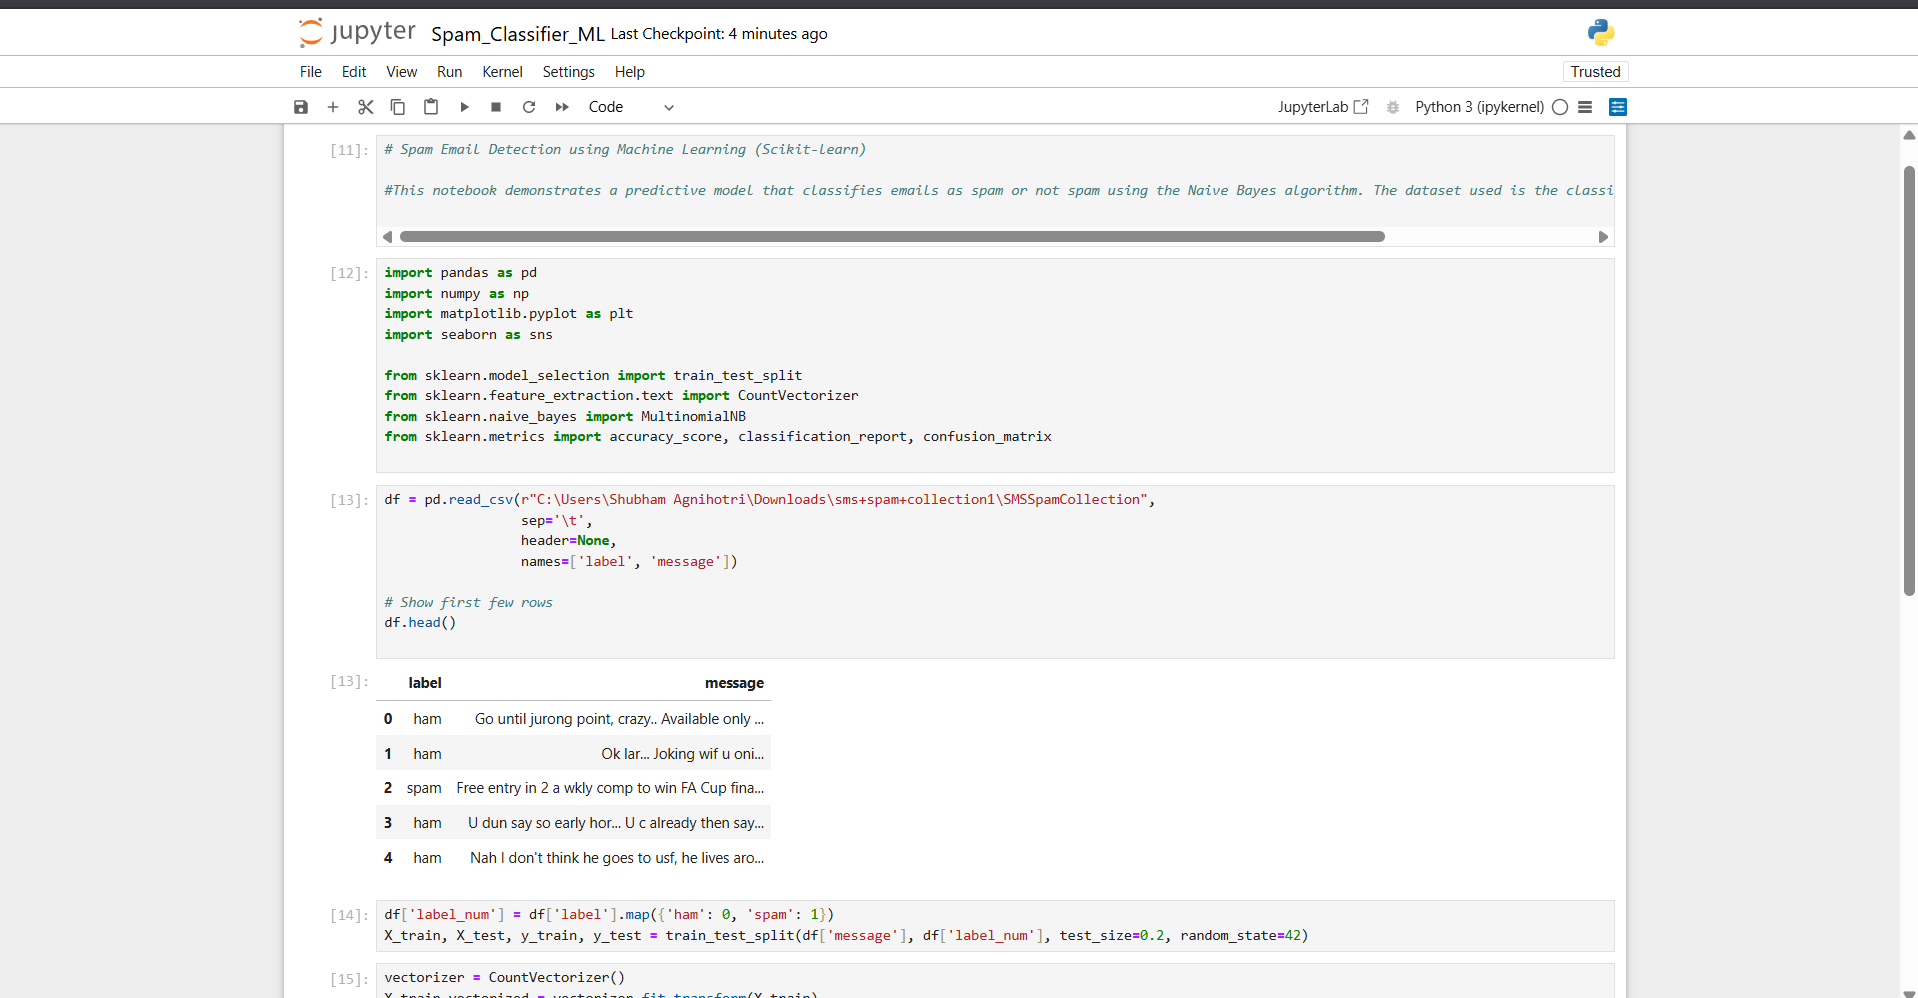 jupyter Spam_Classifier_ML Last Checkpoint: 4 minutes ago
File Edit View Run Kernel Settings Help Trusted
Code JupyterLab Python 3 (ipykernel)
[11]: # Spam Email Detection using Machine Learning (Scikit-learn)
#This notebook demonstrates a predictive model that classifies emails as spam or not spam using the Naive Bayes algorithm. The dataset used is the classi
[12]: import pandas as pd
import numpy as np
import matplotlib.pyplot as plt
import seaborn as sns
from sklearn.model_selection import train_test_split
from sklearn.feature_extraction.text import CountVectorizer
from sklearn.naive_bayes import MultinomialNB
from sklearn.metrics import accuracy_score, classification_report, confusion_matrix
[13]: df = pd.read_csv(r"C:\Users\Shubham Agnihotri\Downloads\sms+spam+collection1\SMSSpamCollection",
sep='\t',
header=None,
names=['label', 'message'])
# Show first few rows
df.head()
[13]: label message
0 ham Go until jurong point, crazy.. Available only ...
1 ham Ok lar... Joking wif u oni...
2 spam Free entry in 2 a wkly comp to win FA Cup fina...
3 ham U dun say so early hor... U c already then say...
4 ham Nah I don't think he goes to usf, he lives aro...
[14]: df['label_num'] = df['label'].map({'ham': 0, 'spam': 1})
X_train, X_test, y_train, y_test = train_test_split(df['message'], df['label_num'], test_size=0.2, random_state=42)
[15]: vectorizer = CountVectorizer()
X_train_vectorized = vectorizer.fit_transform(X_train)